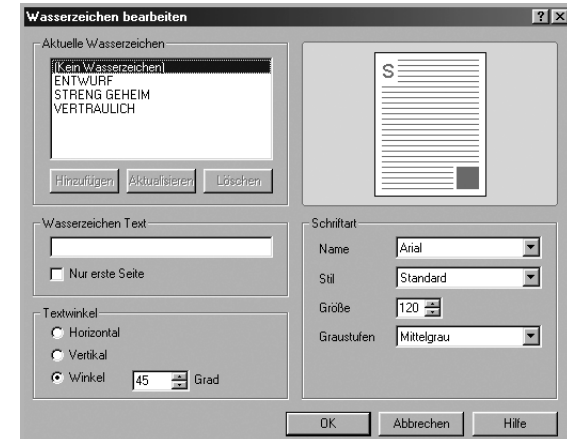 Wasserzeichen bearbeiten
? x
Aktuelle Wasserzeichen
[Kein Wasserzeichen]
ENTWURF
STRENG GEHEIM
VERTRAULICH
Hinzufügen Aktualisieren Löschen
S
Wasserzeichen Text
Nur erste Seite
Textwinkel
Horizontal
Vertikal
Winkel 45 Grad
Schriftart
Name Arial
Stil Standard
Größe 120
Graustufen Mittelgrau
OK Abbrechen Hilfe